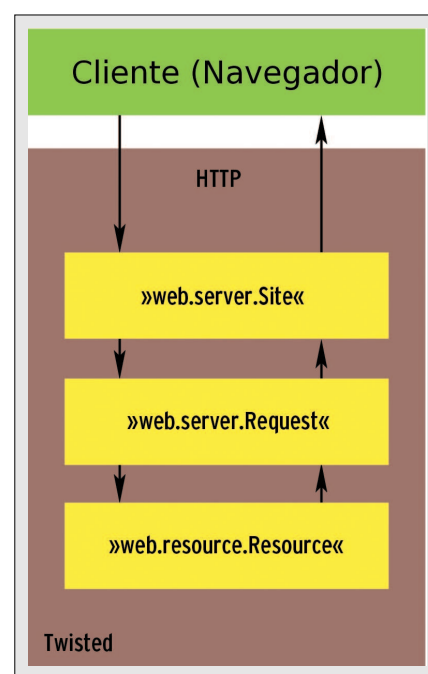 Cliente (Navegador)
HTTP
»web.server.Site«
»web.server.Request«
»web.resource.Resource«
Twisted